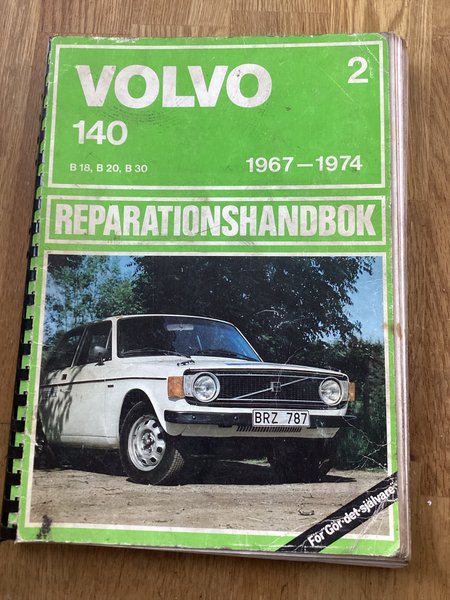 VOLVO
2
140
B 18, B 20, B 30
1967—1974
REPARATIONSHANDBOK
BRZ 787
För Gör-det-självare